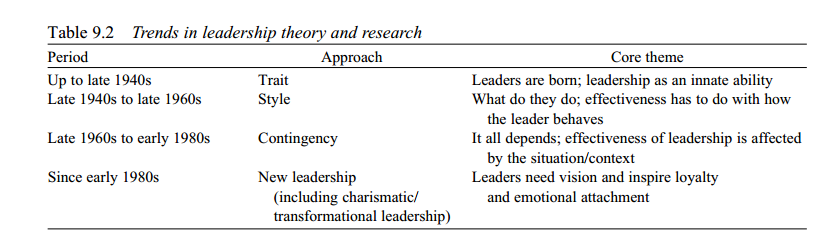 Table 9.2 Trends in leadership theory and research
Period Approach Core theme
Up to late 1940s Trait Leaders are born; leadership as an innate ability
Late 1940s to late 1960s Style What do they do; effectiveness has to do with how
the leader behaves
Late 1960s to early 1980s Contingency It all depends; effectiveness of leadership is affected
by the situation/context
Since early 1980s New leadership Leaders need vision and inspire loyalty
(including charismatic/ and emotional attachment
transformational leadership)